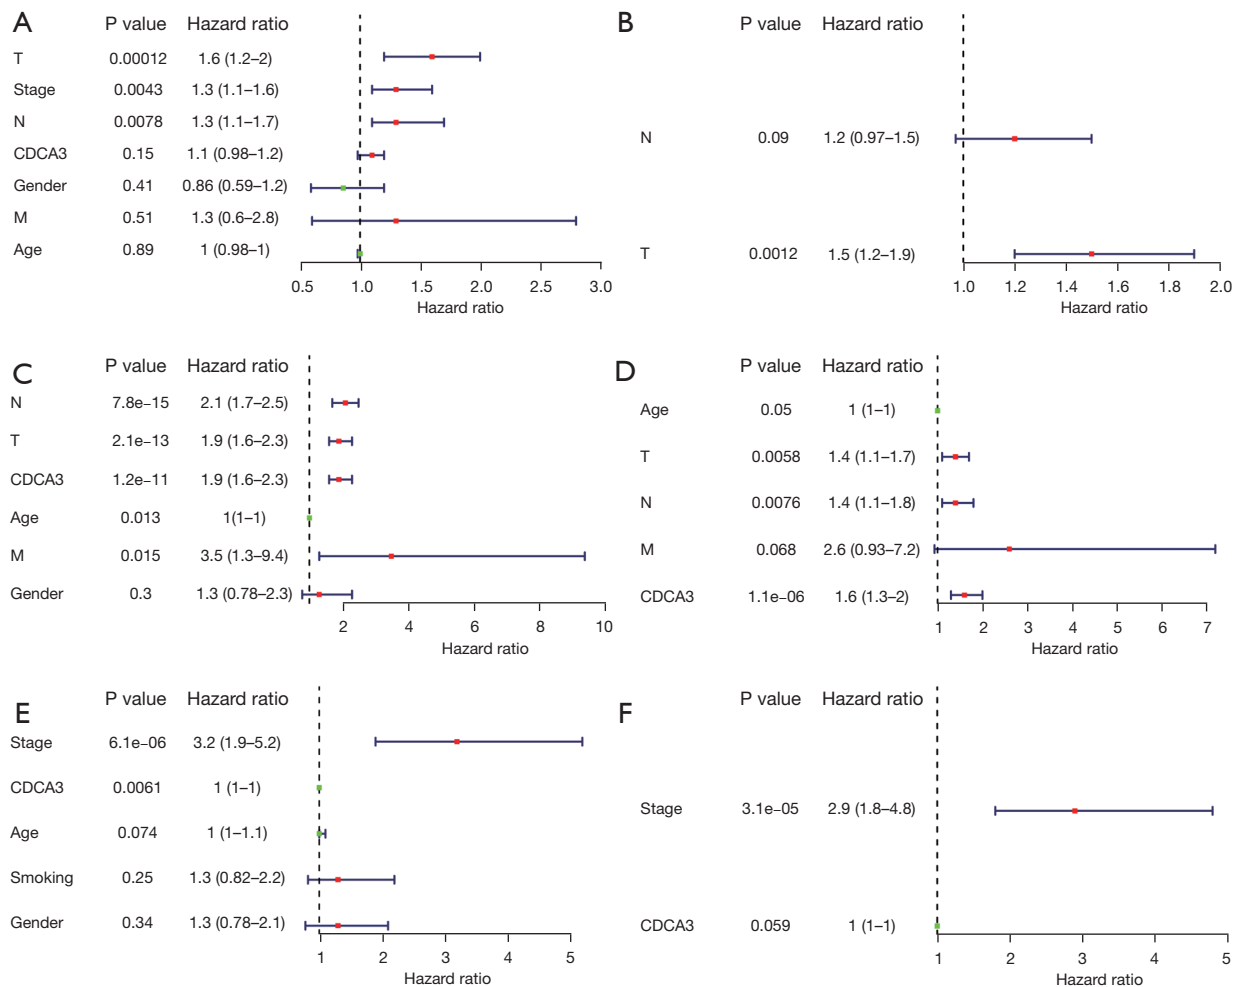 A
P value Hazard ratio
T 0.00012 1.6 (1.2–2)
Stage 0.0043 1.3 (1.1–1.6)
N 0.0078 1.3 (1.1–1.7)
CDCA3 0.15 1.1 (0.98–1.2)
Gender 0.41 0.86 (0.59–1.2)
M 0.51 1.3 (0.6–2.8)
Age 0.89 1 (0.98–1)
0.5 1.0 1.5 2.0 2.5 3.0
Hazard ratio
B
P value Hazard ratio
N 0.09 1.2 (0.97–1.5)
T 0.0012 1.5 (1.2–1.9)
1.0 1.2 1.4 1.6 1.8 2.0
Hazard ratio
C
P value Hazard ratio
N 7.8e−15 2.1 (1.7–2.5)
T 2.1e−13 1.9 (1.6–2.3)
CDCA3 1.2e−11 1.9 (1.6–2.3)
Age 0.013 1(1–1)
M 0.015 3.5 (1.3–9.4)
Gender 0.3 1.3 (0.78–2.3)
2 4 6 8 10
Hazard ratio
D
P value Hazard ratio
Age 0.05 1 (1–1)
T 0.0058 1.4 (1.1–1.7)
N 0.0076 1.4 (1.1–1.8)
M 0.068 2.6 (0.93–7.2)
CDCA3 1.1e−06 1.6 (1.3–2)
1 2 3 4 5 6 7
Hazard ratio
E
P value Hazard ratio
Stage 6.1e−06 3.2 (1.9–5.2)
CDCA3 0.0061 1 (1–1)
Age 0.074 1 (1–1.1)
Smoking 0.25 1.3 (0.82–2.2)
Gender 0.34 1.3 (0.78–2.1)
1 2 3 4 5
Hazard ratio
F
P value Hazard ratio
Stage 3.1e−05 2.9 (1.8–4.8)
CDCA3 0.059 1 (1–1)
1 2 3 4 5
Hazard ratio